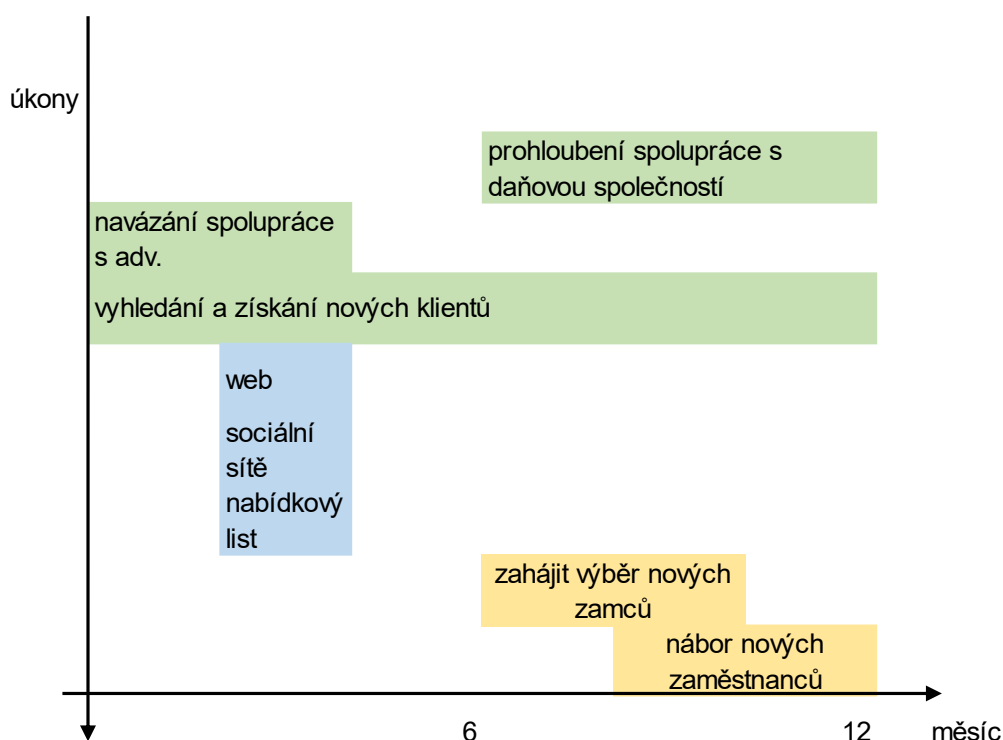 úkony
prohloubení spolupráce s
daňovou společností
navázání spolupráce
s adv.
vyhledání a získání nových klientů
web
sociální
sítě
nabídkový
list
zahájit výběr nových
zamců
nábor nových
zaměstnanců
6
12
měsíc